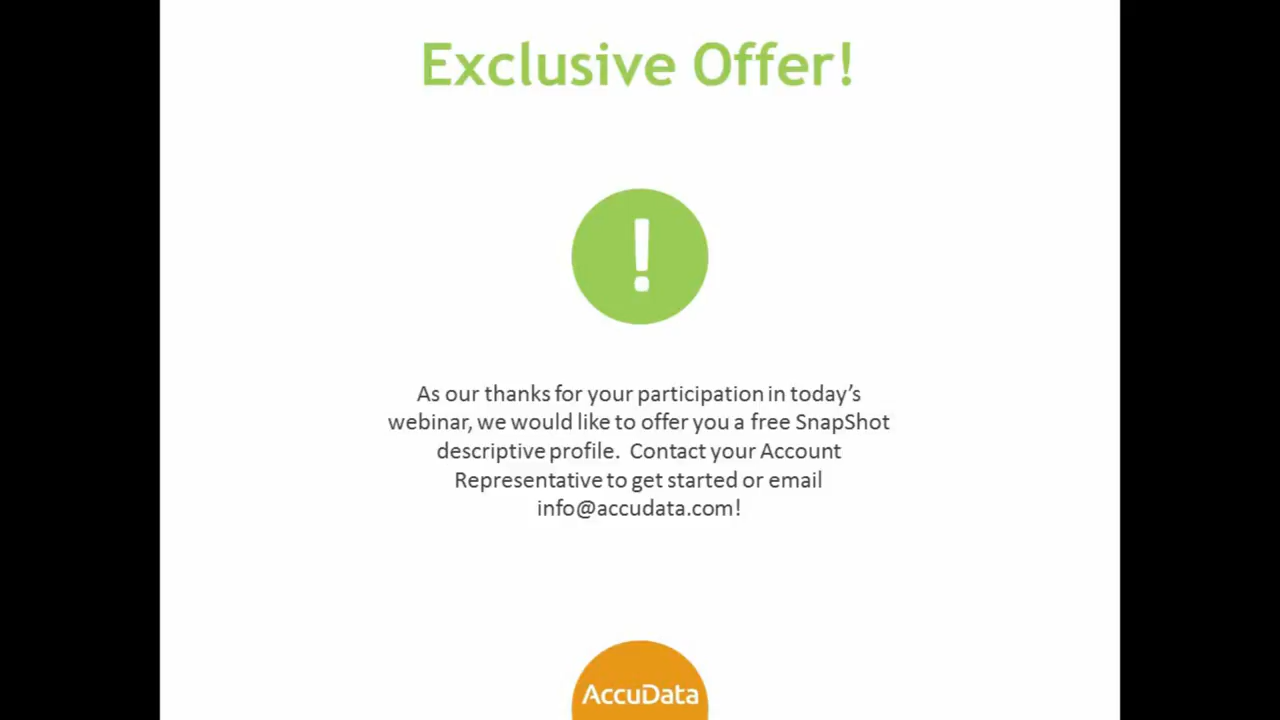 Exclusive Offer!
!
As our thanks for your participation in today’s
webinar, we would like to offer you a free SnapShot
descriptive profile.  Contact your Account
Representative to get started or email
info@accudata.com!
AccuData